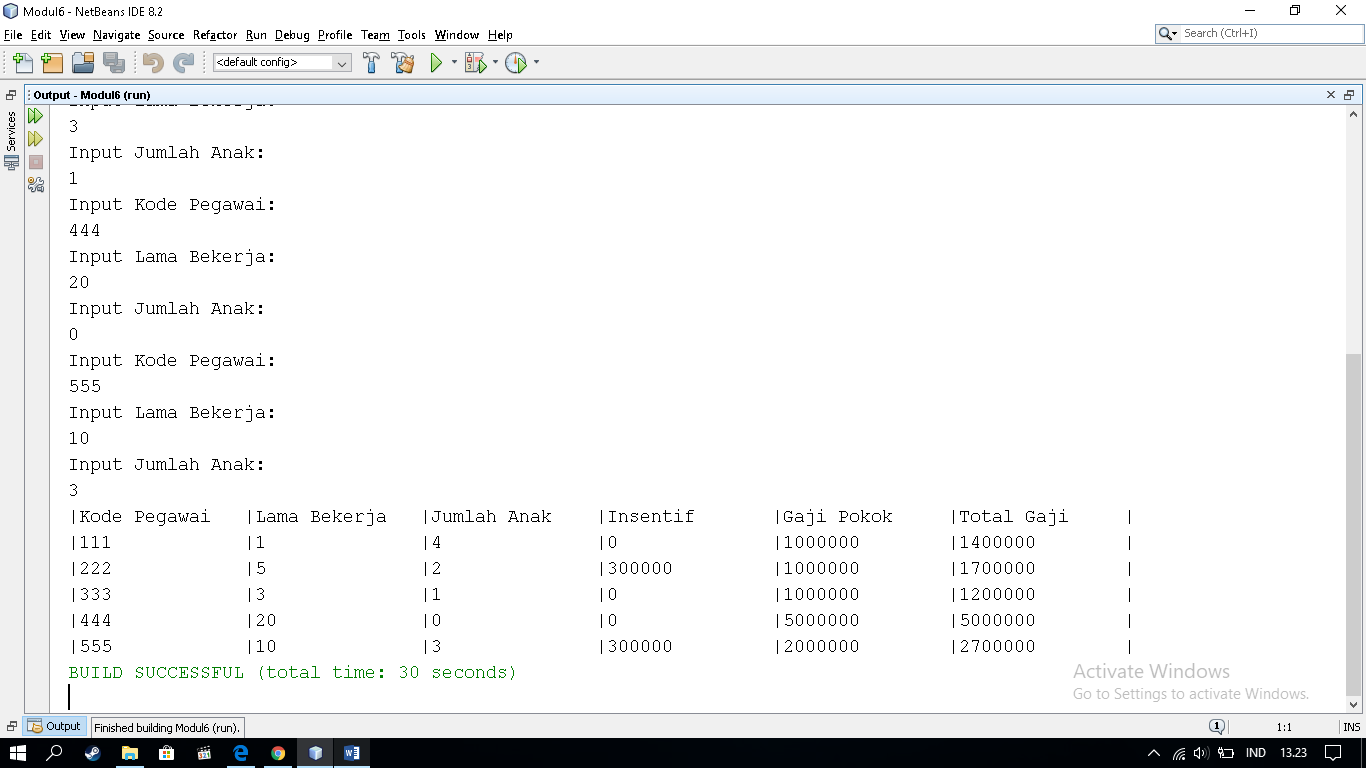 Modul6 - NetBeans IDE 8.2
File Edit View Navigate Source Refactor Run Debug Profile Team Tools Window Help
Search (Ctrl+I)
<default config>
Output - Modul6 (run)
Services
Input Lama Bekerja:
3
Input Jumlah Anak:
1
Input Kode Pegawai:
444
Input Lama Bekerja:
20
Input Jumlah Anak:
0
Input Kode Pegawai:
555
Input Lama Bekerja:
10
Input Jumlah Anak:
3
|Kode Pegawai |Lama Bekerja |Jumlah Anak |Insentif |Gaji Pokok |Total Gaji |
|111 |1 |4 |0 |1000000 |1400000 |
|222 |5 |2 |300000 |1000000 |1700000 |
|333 |3 |1 |0 |1000000 |1200000 |
|444 |20 |0 |0 |5000000 |5000000 |
|555 |10 |3 |300000 |2000000 |2700000 |
BUILD SUCCESSFUL (total time: 30 seconds)
Activate Windows
Go to Settings to activate Windows.
Output
Finished building Modul6 (run).
1
1:1
INS
IND
13.23